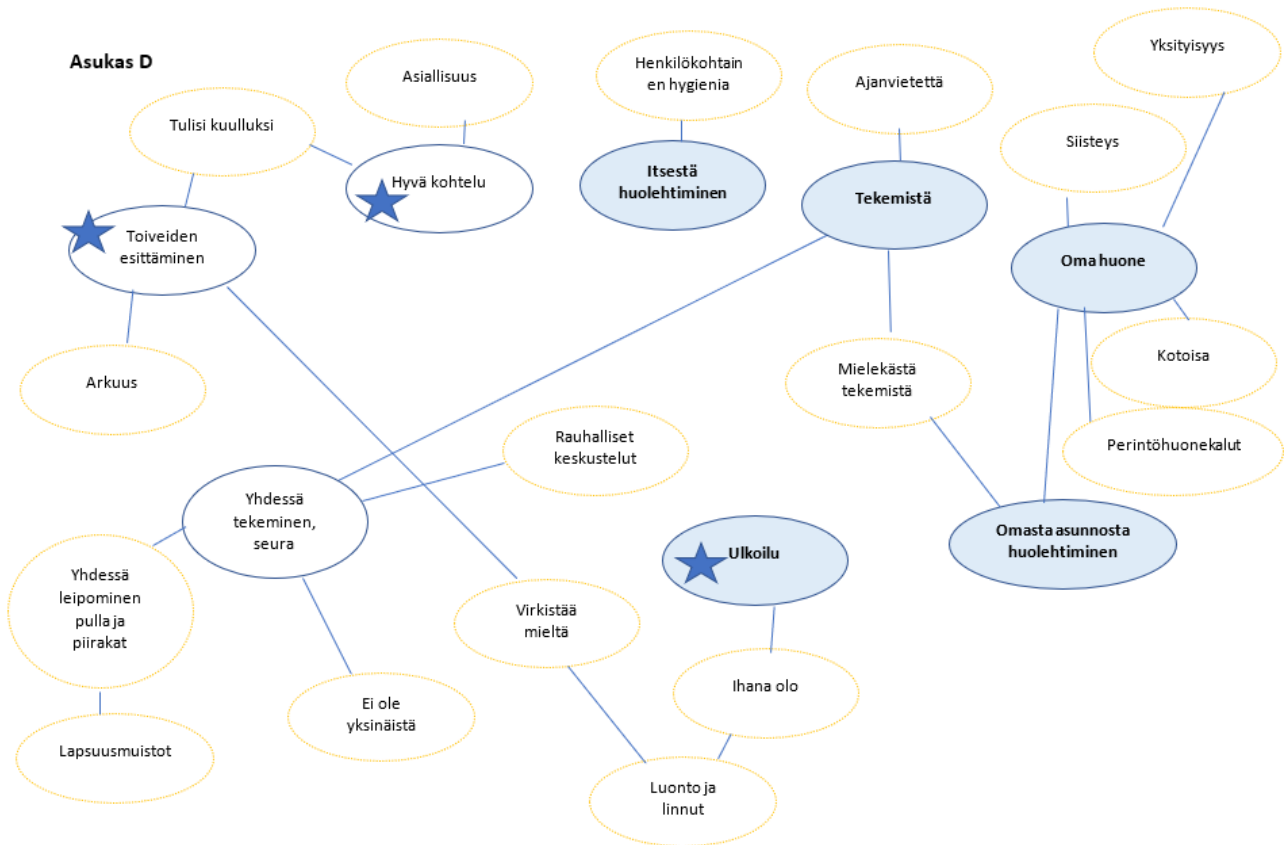 Asukas D
Asiallisuus
Henkilökohtain
en hygienia
Ajanvietettä
Yksityisyys
Tulisi kuulluksi
Siisteys
Hyvä kohtelu
Itsestä
huolehtiminen
Tekemistä
Toiveiden
esittäminen
Oma huone
Arkuus
Mielekästä
tekemistä
Kotoisa
Rauhalliset
keskustelut
Perintöhuonekalut
Yhdessä
tekeminen,
seura
Ulkoilu
Omasta asunnosta
huolehtiminen
Yhdessä
leipominen
pulla ja
piirakat
Virkistää
mieltä
Ihana olo
Ei ole
yksinäistä
Lapsuusmuistot
Luonto ja
linnut